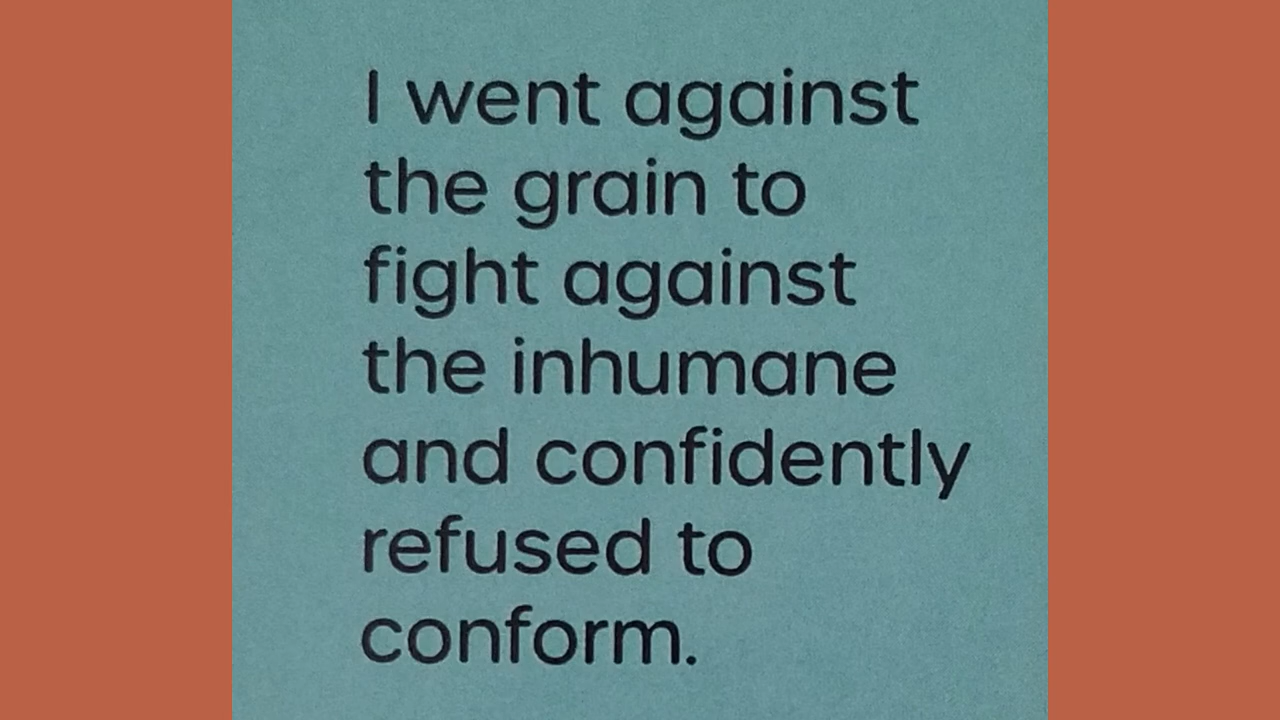 I went against
the grain to
fight against
the inhumane
and confidently
refused to
conform.